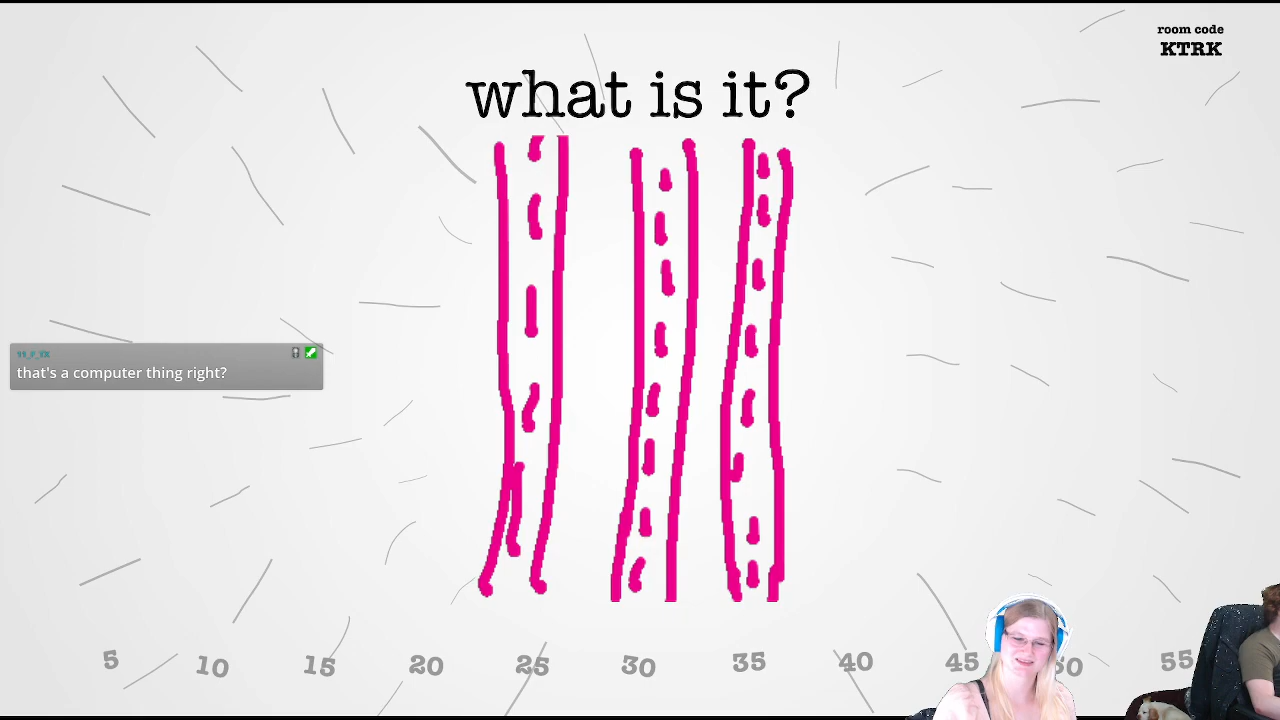 room code
KTRK
what is it?
that's a computer thing right?
5 10 15 20 25 30 35 40 45 50 55